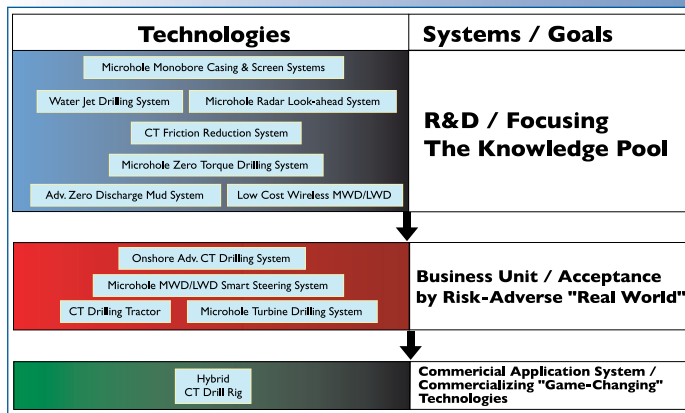 Technologies
Systems / Goals
Microhole Monobore Casing & Screen Systems
Water Jet Drilling System
Microhole Radar Look-ahead System
CT Friction Reduction System
Microhole Zero Torque Drilling System
Adv. Zero Discharge Mud System
Low Cost Wireless MWD/LWD
R&D / Focusing
The Knowledge Pool
Onshore Adv. CT Drilling System
Microhole MWD/LWD Smart Steering System
CT Drilling Tractor
Microhole Turbine Drilling System
Business Unit / Acceptance
by Risk-Adverse "Real World"
Hybrid
CT Drill Rig
Commericial Application System /
Commercializing "Game-Changing"
Technologies